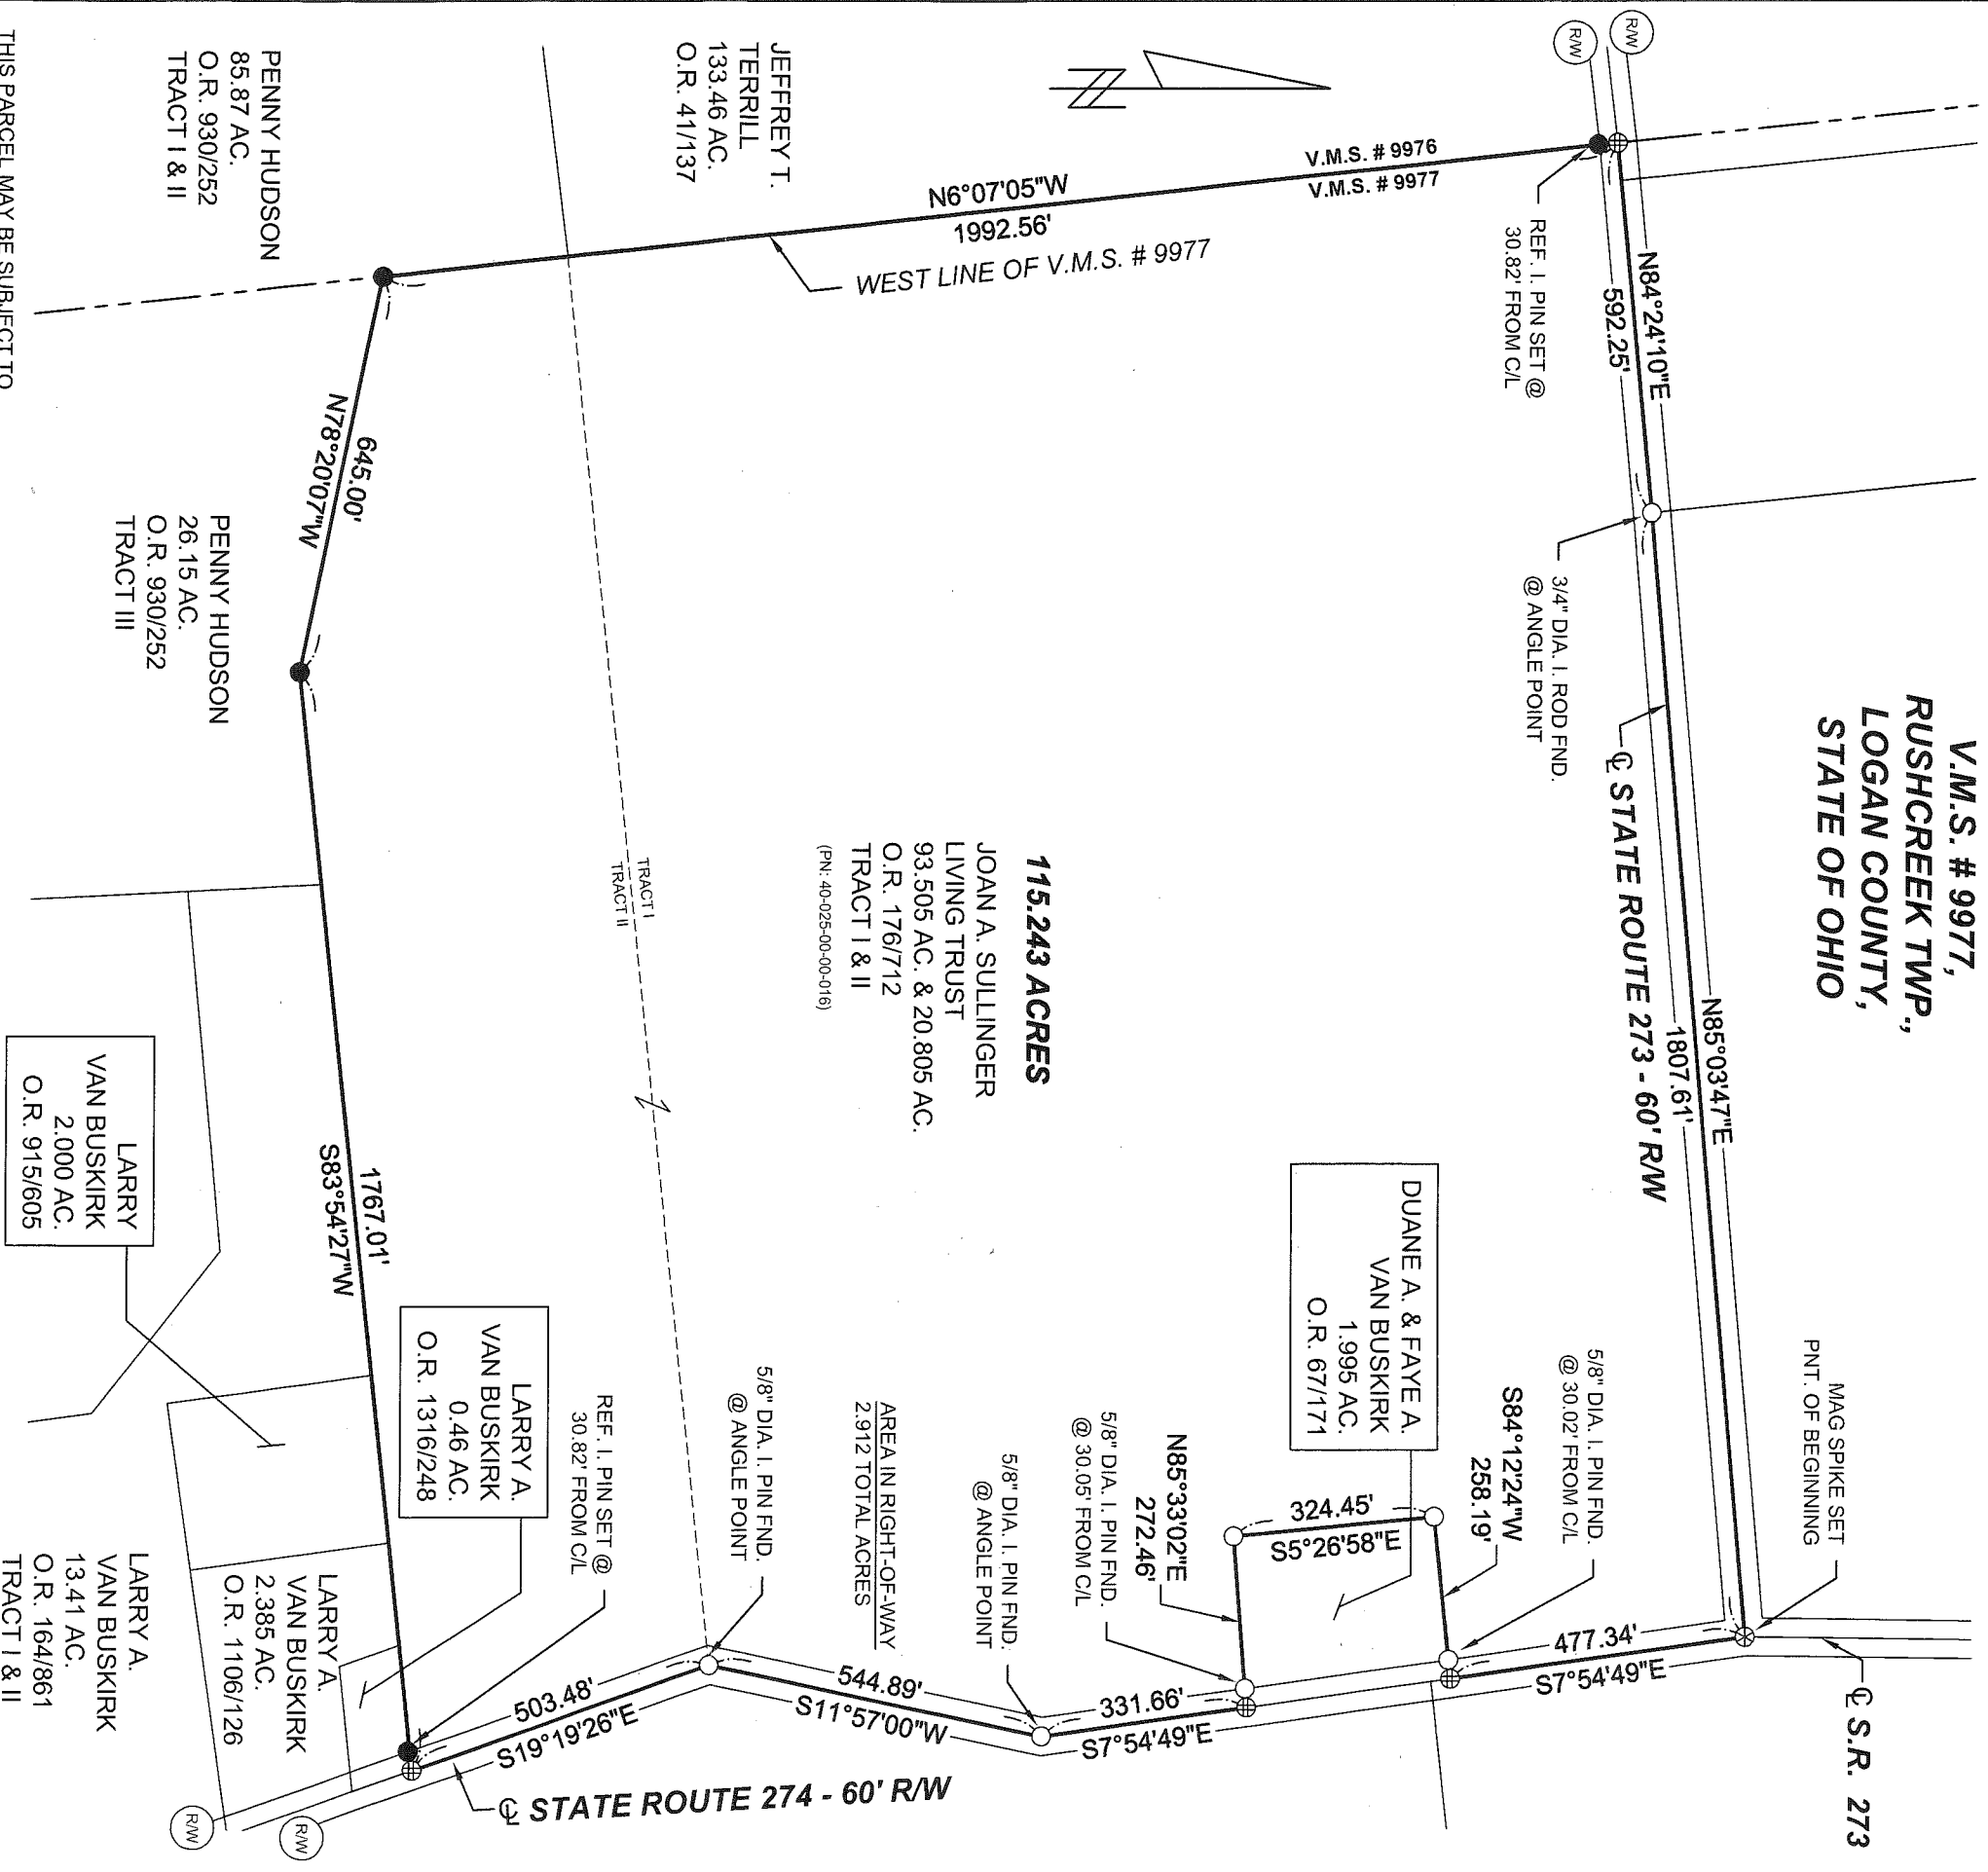 V.M.S. # 9977,
RUSHCREEK TWP.,
LOGAN COUNTY,
STATE OF OHIO
R/W
R/W
N84°24'10"E
592.25'
N85°03'47"E
1807.61'
℄ STATE ROUTE 273 - 60' R/W
REF. I. PIN SET @
30.82' FROM C/L
3/4" DIA. I. ROD FND.
@ ANGLE POINT
MAG SPIKE SET
PNT. OF BEGINNING
℄ S.R. 273
477.34'
S7°54'49"E
5/8" DIA. I. PIN FND.
@ 30.02' FROM C/L
S84°12'24"W
258.19'
324.45'
S5°26'58"E
DUANE A. & FAYE A.
VAN BUSKIRK
1.995 AC.
O.R. 67/171
N85°33'02"E
272.46'
5/8" DIA. I. PIN FND.
@ 30.05' FROM C/L
331.66'
S7°54'49"E
5/8" DIA. I. PIN FND.
@ ANGLE POINT
544.89'
S11°57'00"W
AREA IN RIGHT-OF-WAY
2.912 TOTAL ACRES
5/8" DIA. I. PIN FND.
@ ANGLE POINT
503.48'
S19°19'26"E
REF. I. PIN SET @
30.82' FROM C/L
℄ STATE ROUTE 274 - 60' R/W
R/W
R/W
115.243 ACRES
JOAN A. SULLINGER
LIVING TRUST
93.505 AC. & 20.805 AC.
O.R. 176/712
TRACT I & II
(PN: 40-025-00-00-016)
TRACT I
TRACT II
V.M.S. # 9976
V.M.S. # 9977
N6°07'05"W
1992.56'
WEST LINE OF V.M.S. # 9977
JEFFREY T.
TERRILL
133.46 AC.
O.R. 41/137
645.00'
N78°20'07"W
1767.01'
S83°54'27"W
PENNY HUDSON
85.87 AC.
O.R. 930/252
TRACT I & II
PENNY HUDSON
26.15 AC.
O.R. 930/252
TRACT III
LARRY
VAN BUSKIRK
2.000 AC.
O.R. 915/605
LARRY A.
VAN BUSKIRK
0.46 AC.
O.R. 1316/248
LARRY A.
VAN BUSKIRK
2.385 AC.
O.R. 1106/126
LARRY A.
VAN BUSKIRK
13.41 AC.
O.R. 164/861
TRACT I & II
THIS PARCEL MAY BE SUBJECT TO